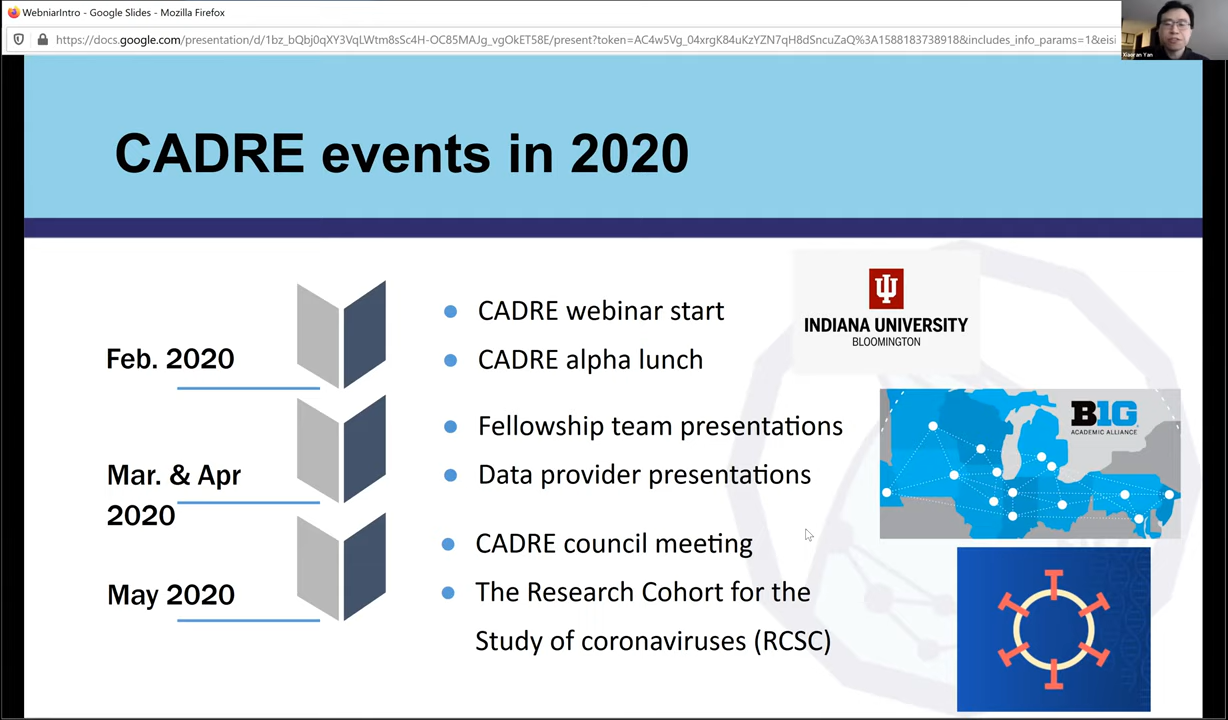 WebniarIntro - Google Slides - Mozilla Firefox
https://docs.google.com/presentation/d/1bz_bQbj0qXY3VqLWtm8sSc4H-OC85MAJg_vgOkET58E/present?token=AC4w5Vg_04xrgK84uKzYZN7qH8dSncuZaQ%3A1588183738918&includes_info_params=1&eisi
Xiaoran Yan
CADRE events in 2020
Feb. 2020
CADRE webinar start
CADRE alpha lunch
Mar. & Apr
2020
Fellowship team presentations
Data provider presentations
May 2020
CADRE council meeting
The Research Cohort for the
Study of coronaviruses (RCSC)
INDIANA UNIVERSITY
BLOOMINGTON
B1G
ACADEMIC ALLIANCE